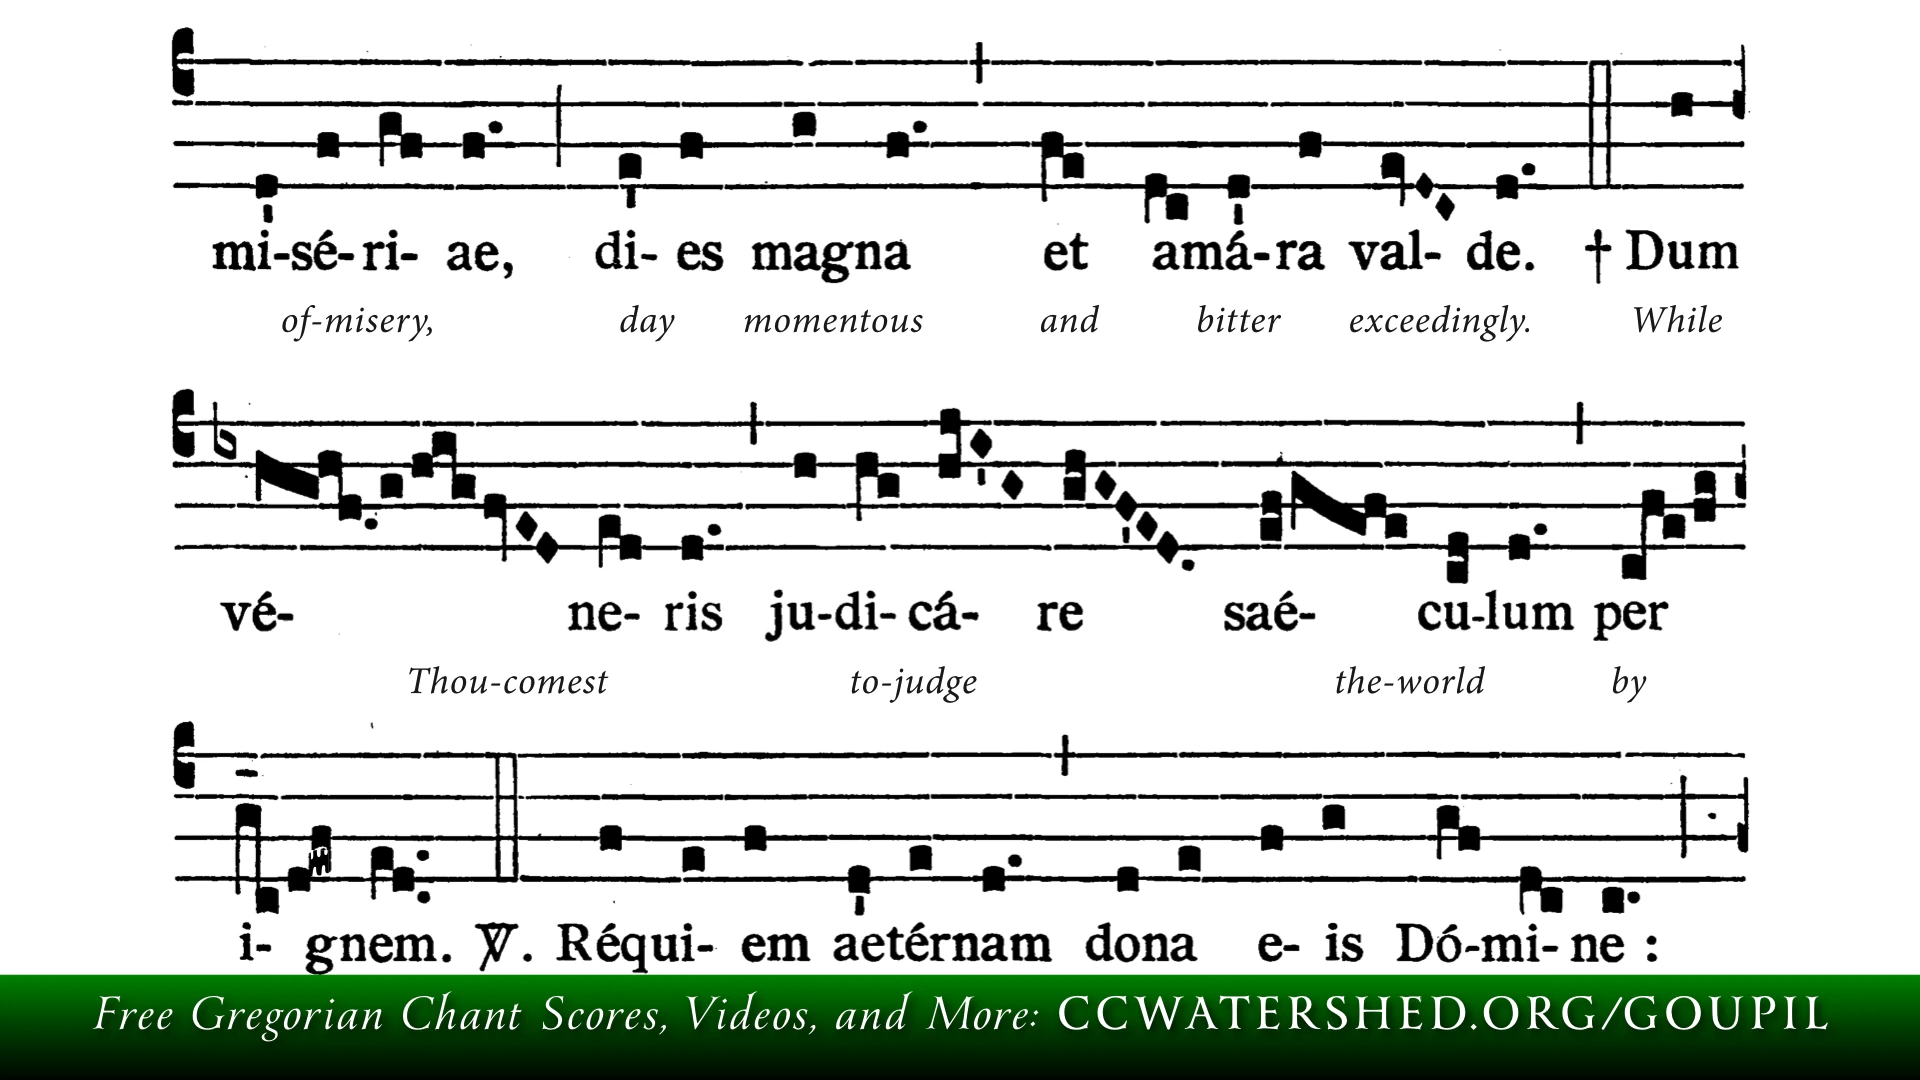 mi-sé-ri- ae, di- es magna et amá-ra val- de. † Dum
of-misery, day momentous and bitter exceedingly. While
vé- ne- ris ju-di-cá- re saé- cu-lum per
Thou-comest to-judge the-world by
i- gnem. ℣. Réqui- em aetérnam dona e- is Dó-mi-ne :
Free Gregorian Chant Scores, Videos, and More: CCWATERSHED.ORG/GOUPIL